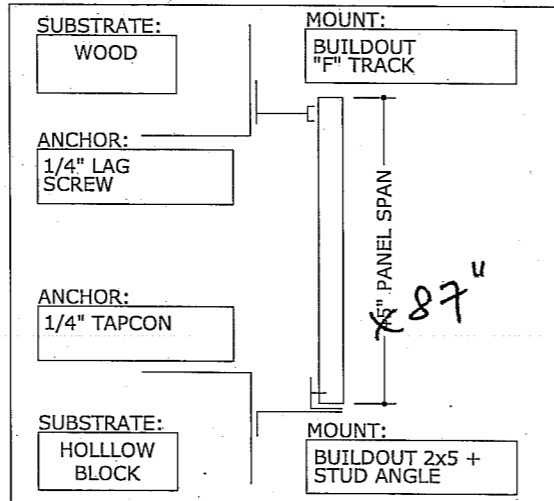 SUBSTRATE:
WOOD
MOUNT:
BUILDOUT
"F" TRACK
ANCHOR:
1/4" LAG
SCREW
PANEL SPAN
87"
ANCHOR:
1/4" TAPCON
SUBSTRATE:
HOLLLOW
BLOCK
MOUNT:
BUILDOUT 2x5 +
STUD ANGLE